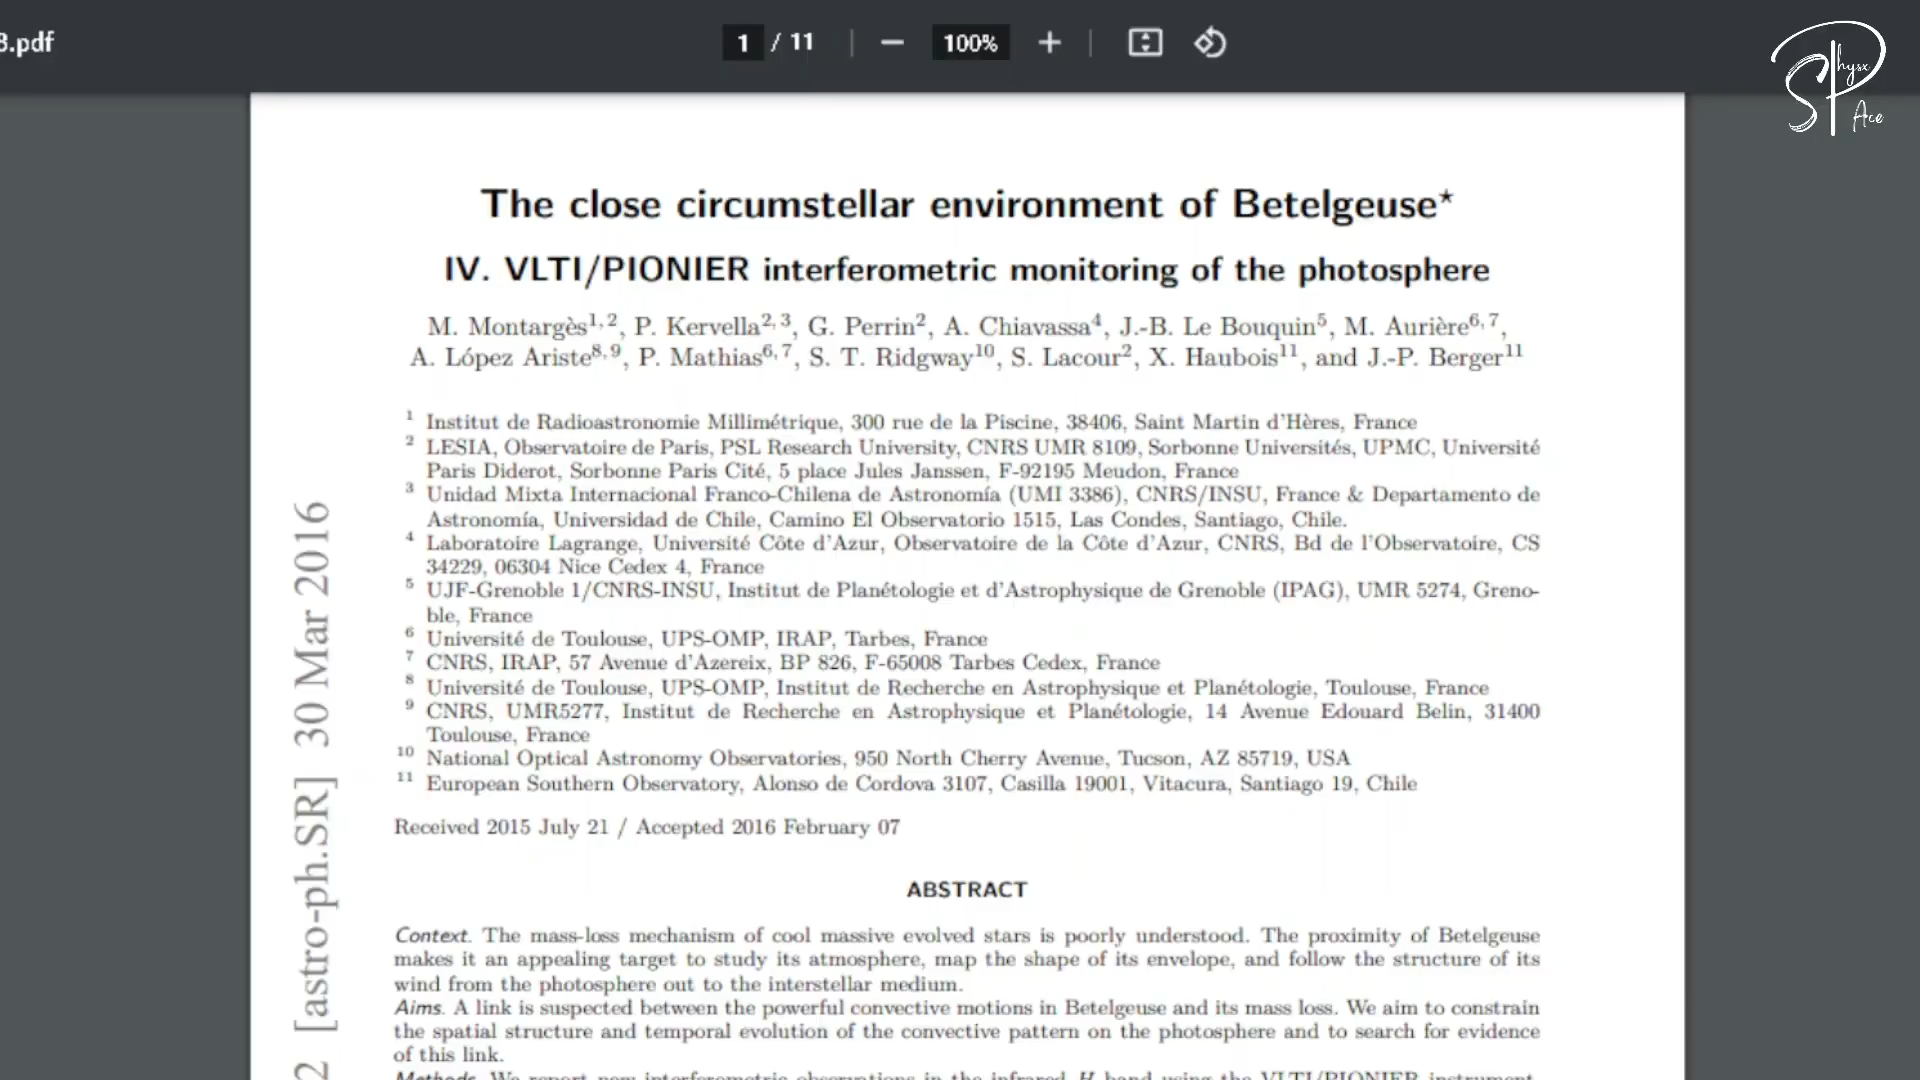 3.pdf
1 / 11
100%
Physx
SPAce
The close circumstellar environment of Betelgeuse*
IV. VLTI/PIONIER interferometric monitoring of the photosphere
M. Montargès1,2, P. Kervella2,3, G. Perrin2, A. Chiavassa4, J.-B. Le Bouquin5, M. Aurière6,7,
A. López Ariste8,9, P. Mathias6,7, S. T. Ridgway10, S. Lacour2, X. Haubois11, and J.-P. Berger11
1 Institut de Radioastronomie Millimétrique, 300 rue de la Piscine, 38406, Saint Martin d'Hères, France
2 LESIA, Observatoire de Paris, PSL Research University, CNRS UMR 8109, Sorbonne Universités, UPMC, Université
Paris Diderot, Sorbonne Paris Cité, 5 place Jules Janssen, F-92195 Meudon, France
3 Unidad Mixta Internacional Franco-Chilena de Astronomía (UMI 3386), CNRS/INSU, France & Departamento de
Astronomía, Universidad de Chile, Camino El Observatorio 1515, Las Condes, Santiago, Chile.
4 Laboratoire Lagrange, Université Côte d'Azur, Observatoire de la Côte d'Azur, CNRS, Bd de l'Observatoire, CS
34229, 06304 Nice Cedex 4, France
5 UJF-Grenoble 1/CNRS-INSU, Institut de Planétologie et d'Astrophysique de Grenoble (IPAG), UMR 5274, Greno-
ble, France
6 Université de Toulouse, UPS-OMP, IRAP, Tarbes, France
7 CNRS, IRAP, 57 Avenue d'Azereix, BP 826, F-65008 Tarbes Cedex, France
8 Université de Toulouse, UPS-OMP, Institut de Recherche en Astrophysique et Planétologie, Toulouse, France
9 CNRS, UMR5277, Institut de Recherche en Astrophysique et Planétologie, 14 Avenue Edouard Belin, 31400
Toulouse, France
10 National Optical Astronomy Observatories, 950 North Cherry Avenue, Tucson, AZ 85719, USA
11 European Southern Observatory, Alonso de Cordova 3107, Casilla 19001, Vitacura, Santiago 19, Chile
Received 2015 July 21 / Accepted 2016 February 07
ABSTRACT
Context. The mass-loss mechanism of cool massive evolved stars is poorly understood. The proximity of Betelgeuse
makes it an appealing target to study its atmosphere, map the shape of its envelope, and follow the structure of its
wind from the photosphere out to the interstellar medium.
Aims. A link is suspected between the powerful convective motions in Betelgeuse and its mass loss. We aim to constrain
the spatial structure and temporal evolution of the convective pattern on the photosphere and to search for evidence
of this link.
Methods. We report new interferometric observations in the infrared H band using the VLTI/PIONIER instrument.
2 [astro-ph.SR] 30 Mar 2016